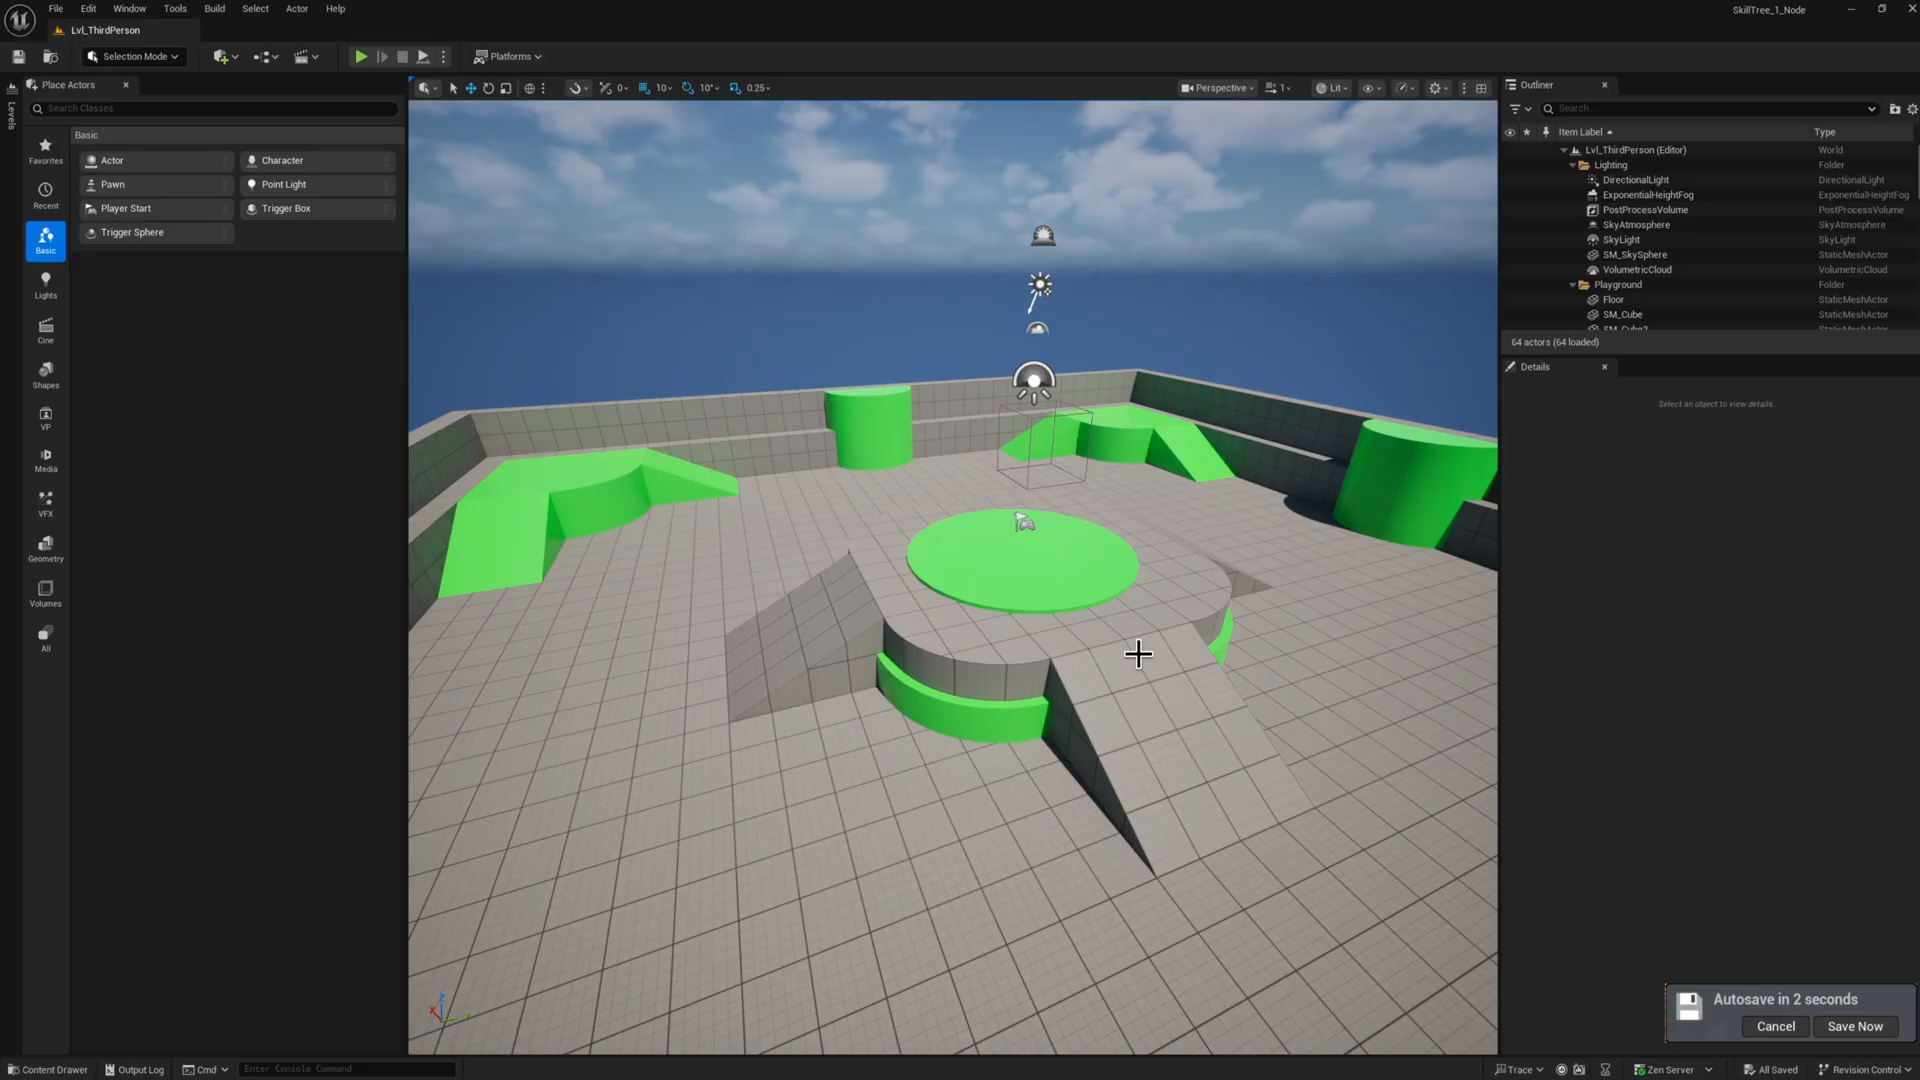 File Edit Window Tools Build Select Actor Help
SkillTree_1_Node
Lvl_ThirdPerson
Selection Mode
Platforms
Place Actors
Levels
Search Classes
Favorites
Recent
Basic
Lights
Cine
Shapes
VP
Media
VFX
Geometry
Volumes
All
Basic
Actor Character
Pawn Point Light
Player Start Trigger Box
Trigger Sphere
0 10 10° 0.25
Perspective 1 Lit
Outliner
Search...
Item Label Type
Lvl_ThirdPerson (Editor) World
Lighting Folder
DirectionalLight DirectionalLight
ExponentialHeightFog ExponentialHeightFog
PostProcessVolume PostProcessVolume
SkyAtmosphere SkyAtmosphere
SkyLight SkyLight
SM_SkySphere StaticMeshActor
VolumetricCloud VolumetricCloud
Playground Folder
Floor StaticMeshActor
SM_Cube StaticMeshActor
SM_Cube2 StaticMeshActor
64 actors (64 loaded)
Details
Select an object to view details.
Z
X
Y
Autosave in 2 seconds
Cancel Save Now
Content Drawer Output Log Cmd Enter Console Command
Trace Zen Server All Saved Revision Control